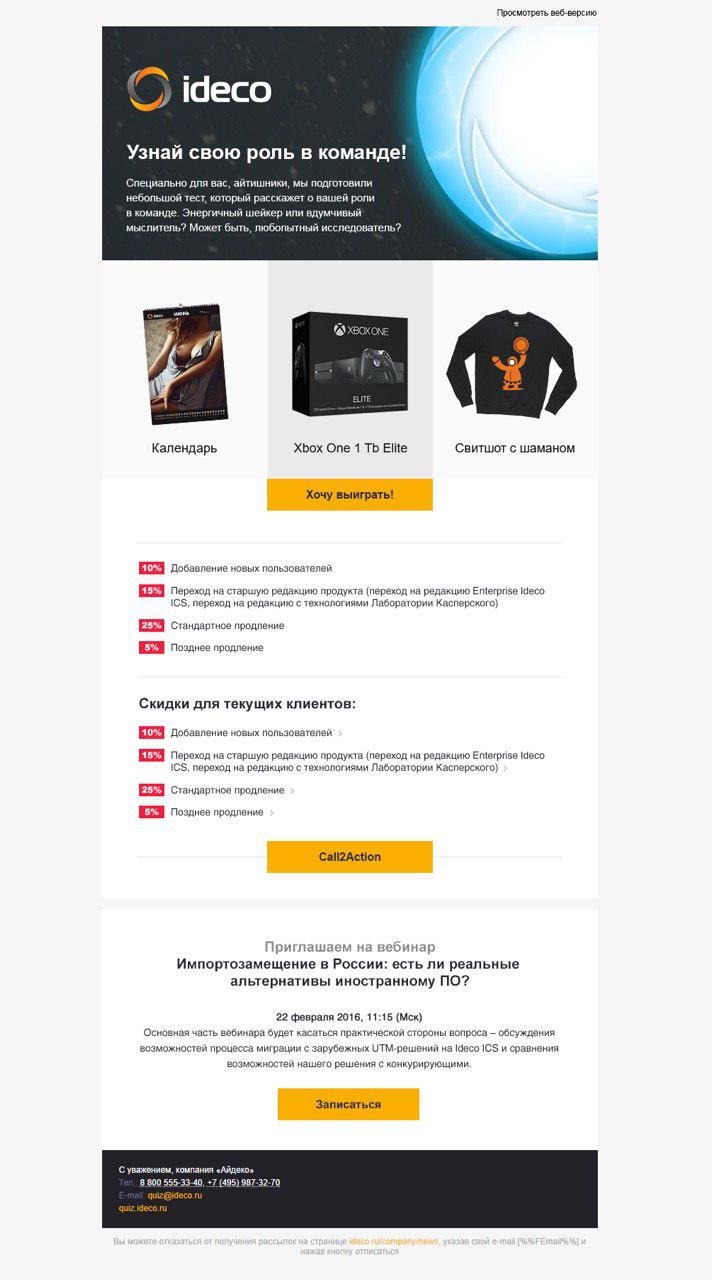 Просмотреть веб-версию
ideco
Узнай свою роль в команде!
Специально для вас, айтишники, мы подготовили
небольшой тест, который расскажет о вашей роли
в команде. Энергичный шейкер или вдумчивый
мыслитель? Может быть, любопытный исследователь?
ideco ИЮНЬ
XBOX ONE
ELITE
Календарь
Xbox One 1 Tb Elite
Свитшот с шаманом
Хочу выиграть!
10% Добавление новых пользователей
15% Переход на старшую редакцию продукта (переход на редакцию Enterprise Ideco
ICS, переход на редакцию с технологиями Лаборатории Касперского)
25% Стандартное продление
5% Позднее продление
Скидки для текущих клиентов:
10% Добавление новых пользователей >
15% Переход на старшую редакцию продукта (переход на редакцию Enterprise Ideco
ICS, переход на редакцию с технологиями Лаборатории Касперского) >
25% Стандартное продление >
5% Позднее продление >
Call2Action
Приглашаем на вебинар
Импортозамещение в России: есть ли реальные
альтернативы иностранному ПО?
22 февраля 2016, 11:15 (Мск)
Основная часть вебинара будет касаться практической стороны вопроса – обсуждения
возможностей процесса миграции с зарубежных UTM-решений на Ideco ICS и сравнения
возможностей нашего решения с конкурирующими.
Записаться
С уважением, компания «Айдеко»
Тел.: 8 800 555-33-40, +7 (495) 987-32-70
E-mail: quiz@ideco.ru
quiz.ideco.ru
Вы можете отказаться от получения рассылок на странице ideco.ru/company/news, указав свой e-mail [%%FEmail%%] и
нажав кнопку отписаться